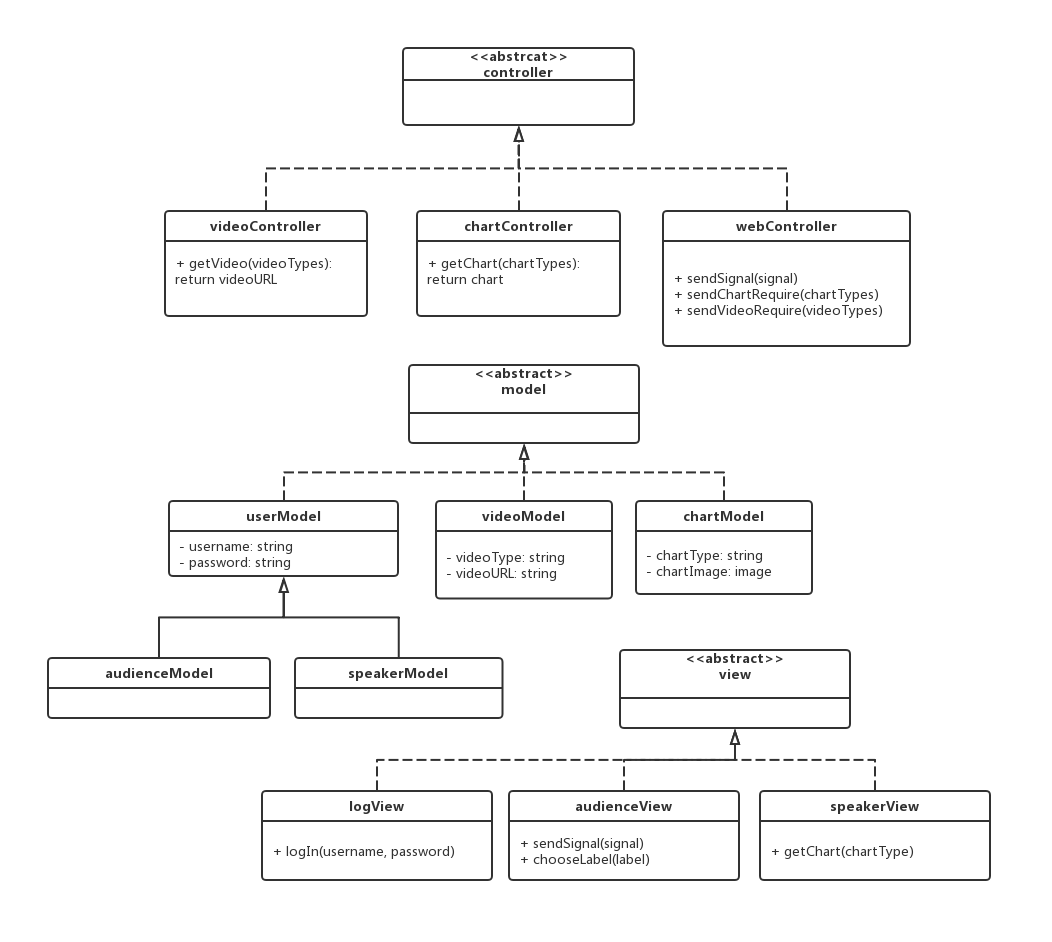 <<abstrcat>>
controller
videoController
+ getVideo(videoTypes):
return videoURL
chartController
+ getChart(chartTypes):
return chart
webController
+ sendSignal(signal)
+ sendChartRequire(chartTypes)
+ sendVideoRequire(videoTypes)
<<abstract>>
model
userModel
- username: string
- password: string
videoModel
- videoType: string
- videoURL: string
chartModel
- chartType: string
- chartImage: image
audienceModel
speakerModel
<<abstract>>
view
logView
+ logIn(username, password)
audienceView
+ sendSignal(signal)
+ chooseLabel(label)
speakerView
+ getChart(chartType)